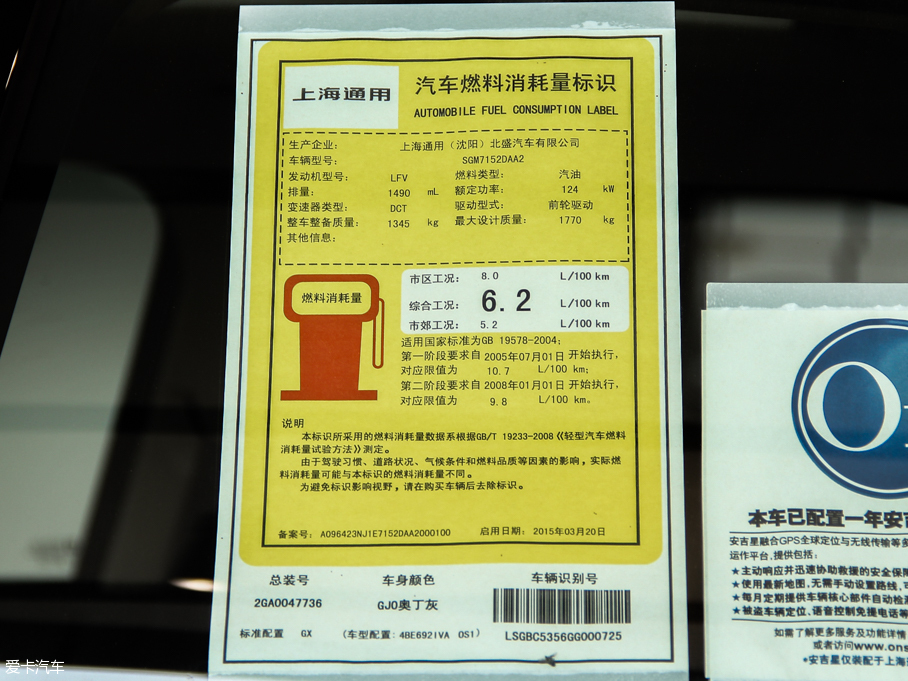 上海通用
汽车燃料消耗量标识
AUTOMOBILE FUEL CONSUMPTION LABEL
生产企业： 上海通用（沈阳）北盛汽车有限公司
车辆型号： SGM7152DAA2
发动机型号： LFV 燃料类型： 汽油
排量： 1490 mL 额定功率： 124 kW
变速器类型： DCT 驱动型式： 前轮驱动
整车整备质量： 1345 kg 最大设计质量： 1770 kg
其他信息：
燃料消耗量
市区工况： 8.0 L/100 km
综合工况： 6.2 L/100 km
市郊工况： 5.2 L/100 km
适用国家标准为GB 19578-2004；
第一阶段要求自2005年07月01日开始执行，
对应限值为 10.7 L/100 km；
第二阶段要求自2008年01月01日开始执行，
对应限值为 9.8 L/100 km。
说明
本标识所采用的燃料消耗量数据系根据GB/T 19233-2008《轻型汽车燃料
消耗量试验方法》测定。
由于驾驶习惯、道路状况、气候条件和燃料品质等因素的影响，实际燃
料消耗量可能与本标识的燃料消耗量不同。
为避免标识影响视野，请在购买车辆后去除标识。
备案号： A096423NJ1E7152DAA2000100 启用日期： 2015年03月20日
总装号 车身颜色 车辆识别号
2GA0047736 GJ0奥丁灰
LSGBC5356GG000725
标准配置 GX （车型配置：4BE692IVA 0S1）
O
本车已配置一年安吉
安吉星融合GPS全球定位与无线传输等多
运作平台，提供包括：
★主动响应并迅速协助救援的安全保障
★使用最新地图，无需手动设置路线，可
★每月定期提供车辆核心部件自动检测
★被盗车辆定位、语音控制免提电话等
如需了解更多服务及功能详情
或者访问www.ons
*安吉星仅装配于上海
爱卡汽车